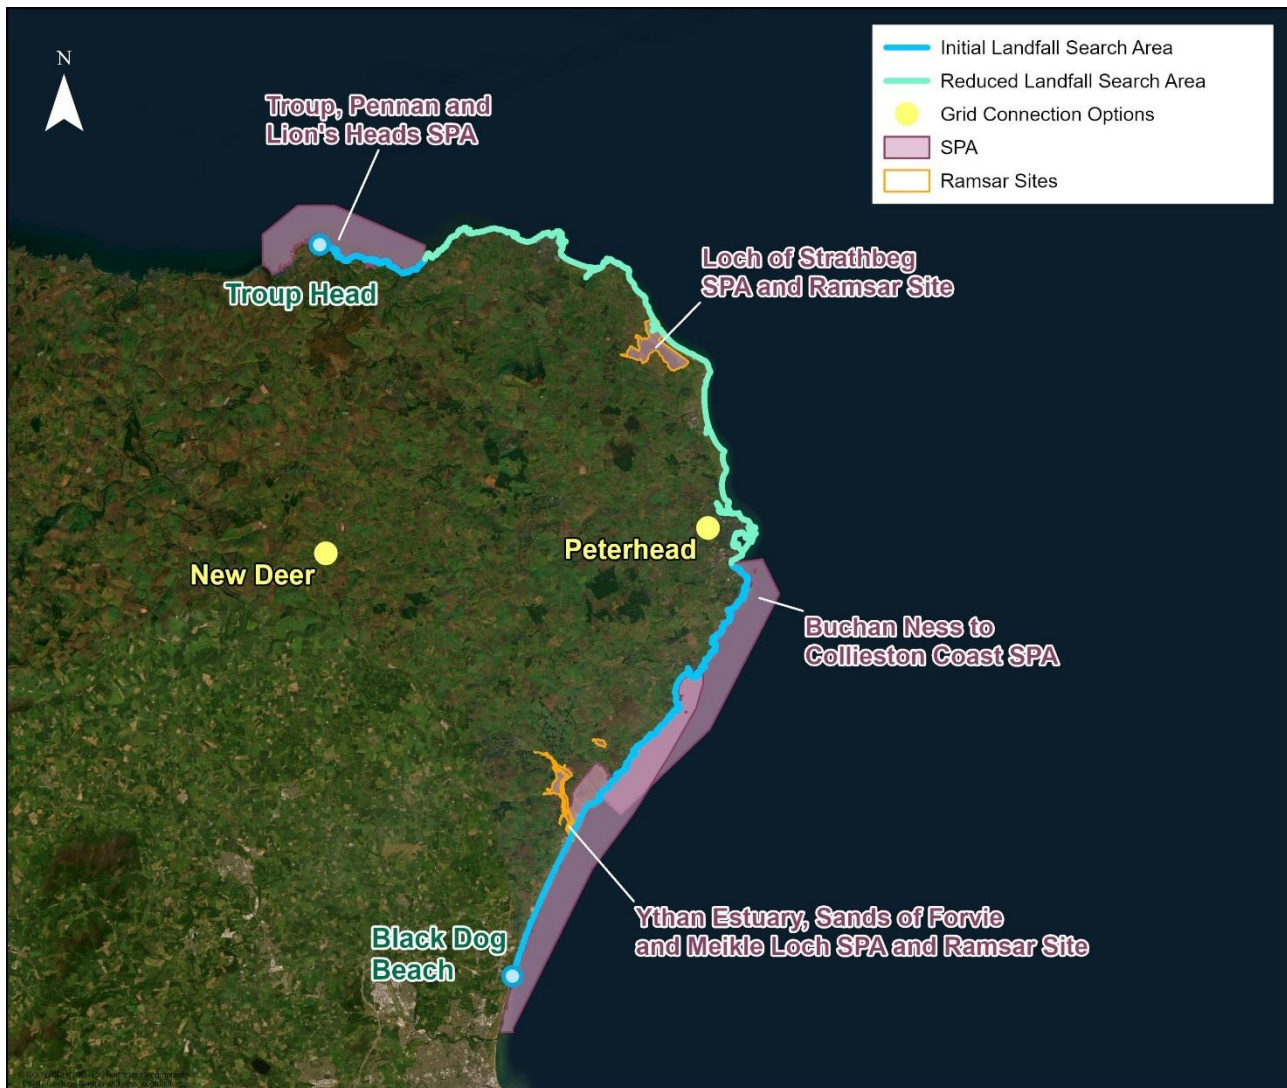 N
Initial Landfall Search Area
Reduced Landfall Search Area
Grid Connection Options
SPA
Ramsar Sites
Troup, Pennan and
Lion's Heads SPA
Troup Head
Loch of Strathbeg
SPA and Ramsar Site
Peterhead
New Deer
Buchan Ness to
Collieston Coast SPA
Black Dog
Beach
Ythan Estuary, Sands of Forvie
and Meikle Loch SPA and Ramsar Site